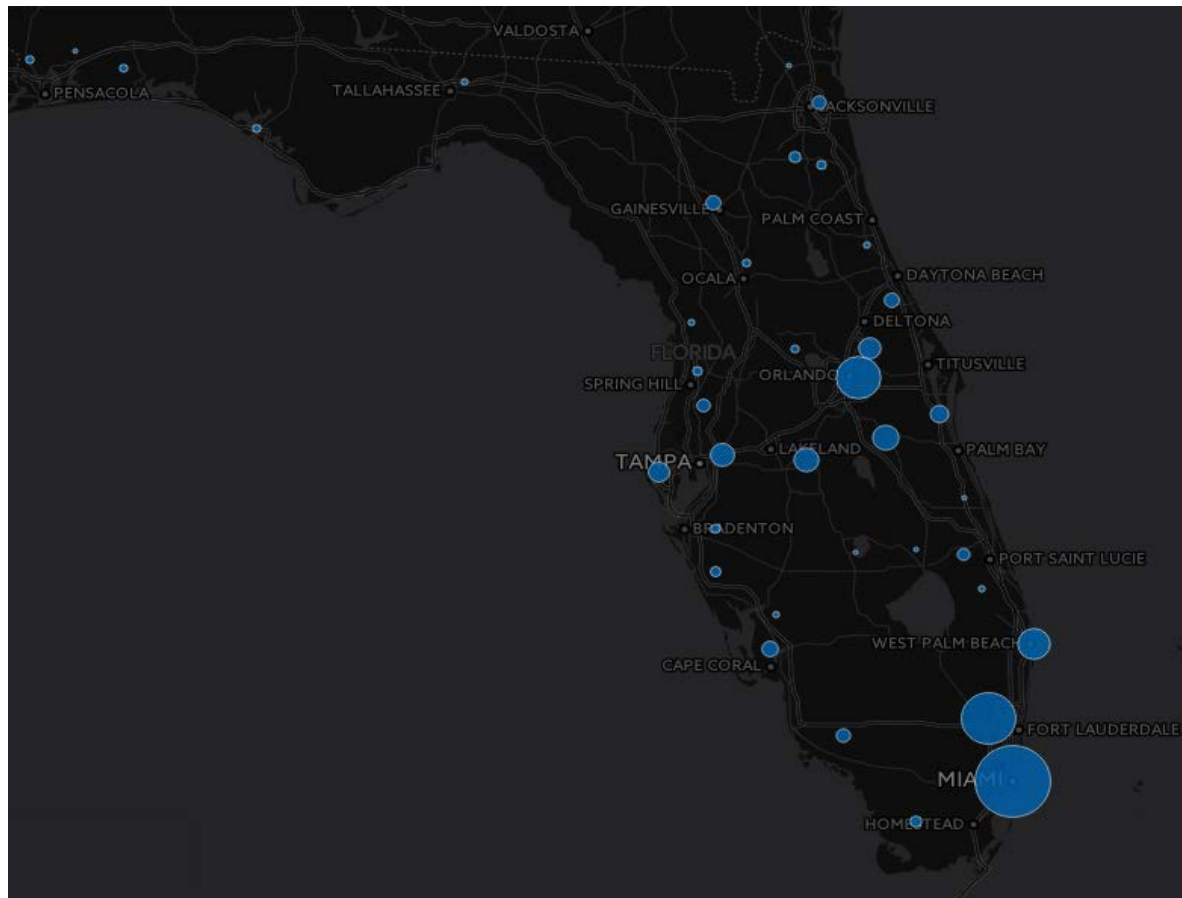 VALDOSTA
PENSACOLA
TALLAHASSEE
JACKSONVILLE
GAINESVILLE
PALM COAST
OCALA
DAYTONA BEACH
DELTONA
FLORIDA
TITUSVILLE
ORLANDO
SPRING HILL
LAKELAND
PALM BAY
TAMPA
BRADENTON
PORT SAINT LUCIE
WEST PALM BEACH
CAPE CORAL
FORT LAUDERDALE
MIAMI
HOMESTEAD